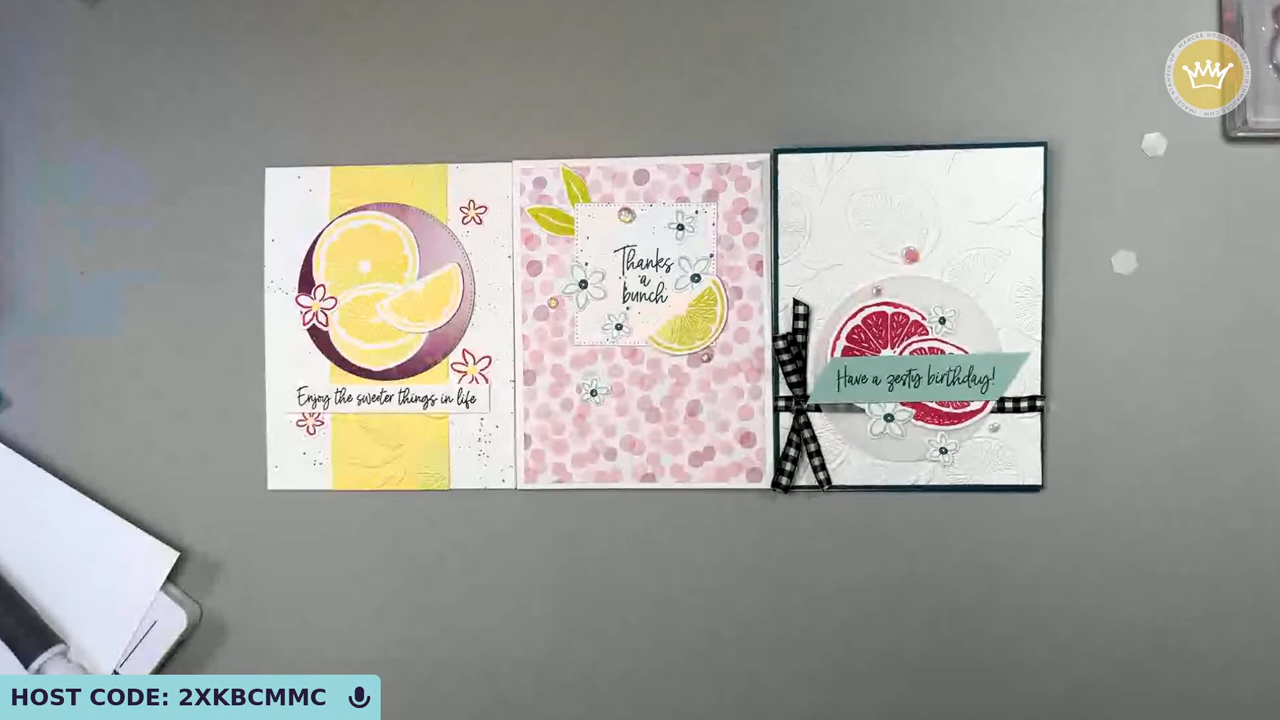 Enjoy the sweeter things in life
Thanks
a
bunch
Have a zesty birthday!
HOST CODE: 2XKBCMMC